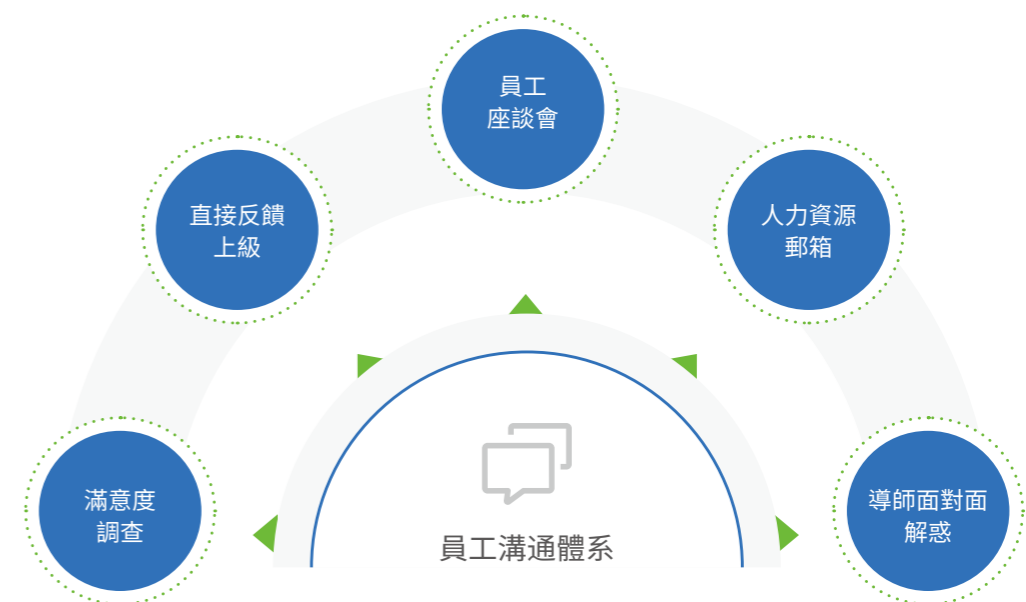 員工
座談會
直接反饋
上級
人力資源
郵箱
滿意度
調查
導師面對面
解惑
員工溝通體系